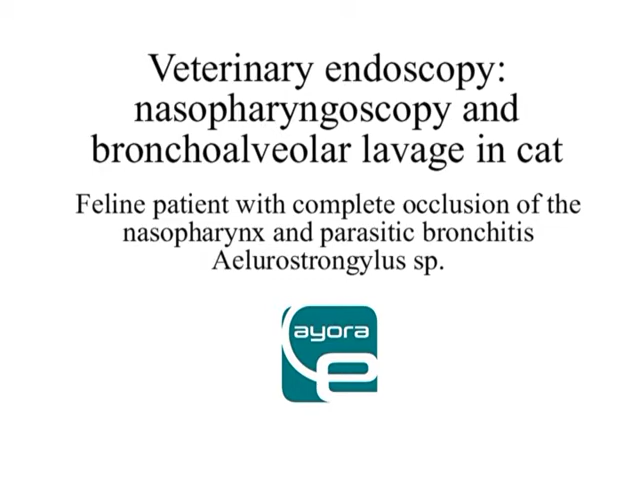 Veterinary endoscopy:
nasopharyngoscopy and
bronchoalveolar lavage in cat
Feline patient with complete occlusion of the
nasopharynx and parasitic bronchitis
Aelurostrongylus sp.
ayora
e